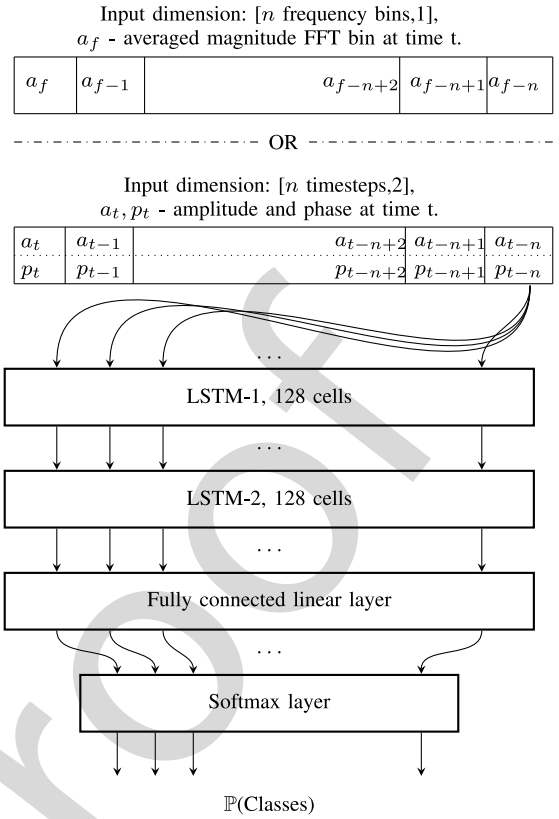 Input dimension: [n frequency bins,1],
a_f - averaged magnitude FFT bin at time t.
a_f a_{f−1} a_{f−n+2} a_{f−n+1} a_{f−n}
OR
Input dimension: [n timesteps,2],
a_t, p_t - amplitude and phase at time t.
a_t a_{t−1} a_{t−n+2} a_{t−n+1} a_{t−n}
p_t p_{t−1} p_{t−n+2} p_{t−n+1} p_{t−n}
...
LSTM-1, 128 cells
...
LSTM-2, 128 cells
...
Fully connected linear layer
...
Softmax layer
ℙ(Classes)
roof